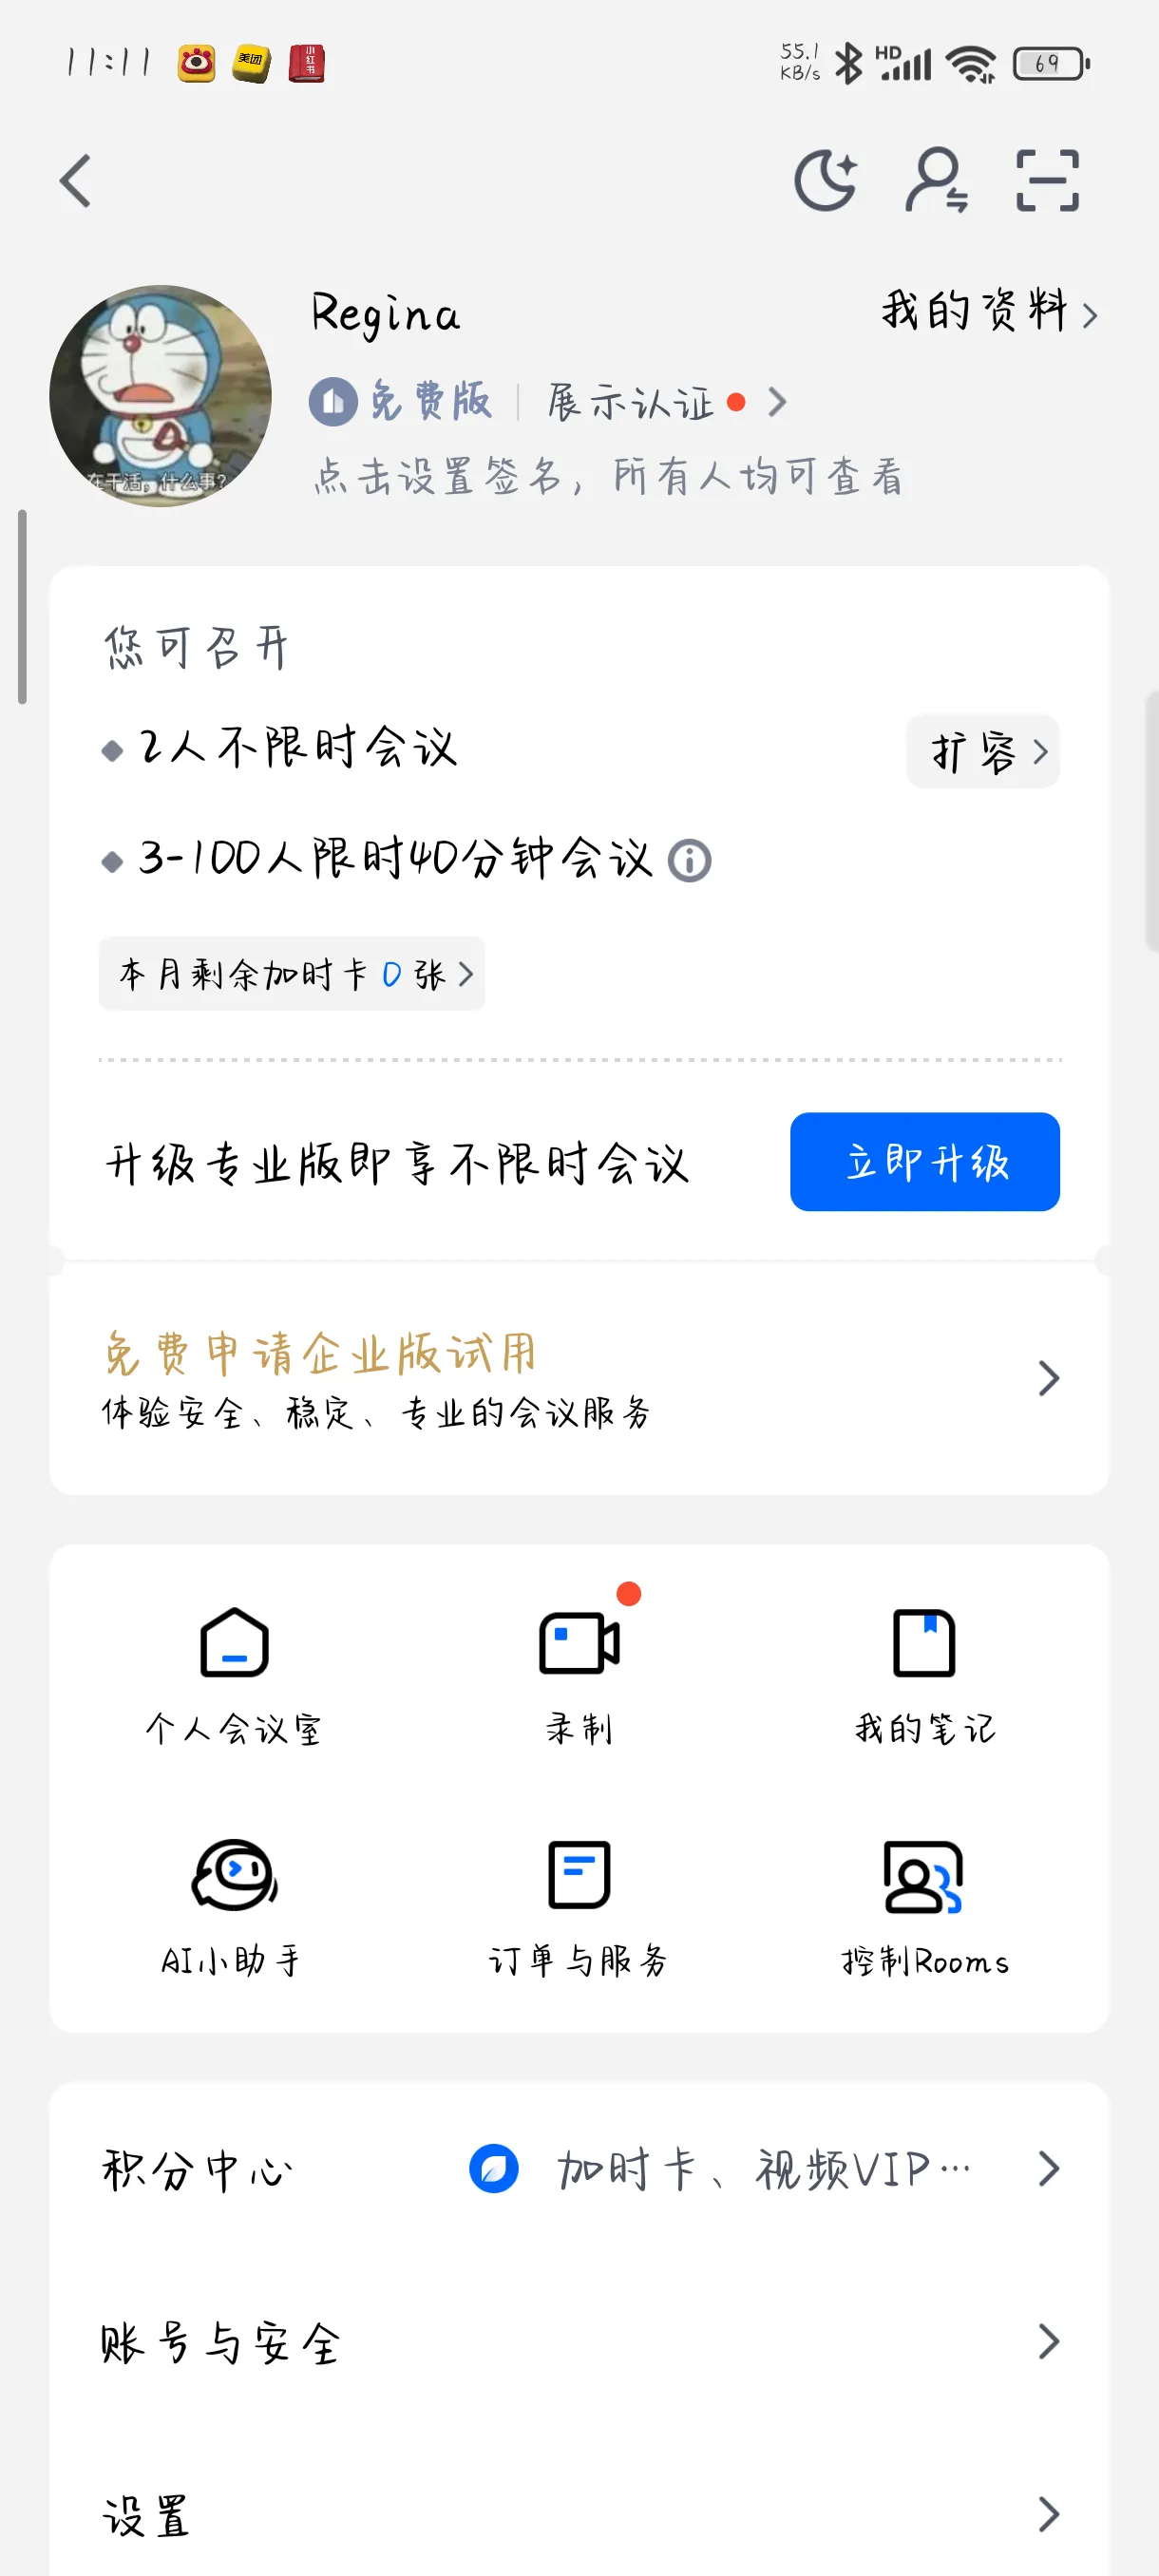 11:11 美团 小红书 55.1 KB/s HD 69
Regina 我的资料
免费版 展示认证
点击设置签名，所有人均可查看
在干活，什么事？
您可召开
2人不限时会议 扩容
3-100人限时40分钟会议
本月剩余加时卡 0 张
升级专业版即享不限时会议 立即升级
免费申请企业版试用
体验安全、稳定、专业的会议服务
个人会议室 录制 我的笔记
AI小助手 订单与服务 控制Rooms
积分中心 加时卡、视频VIP…
账号与安全
设置